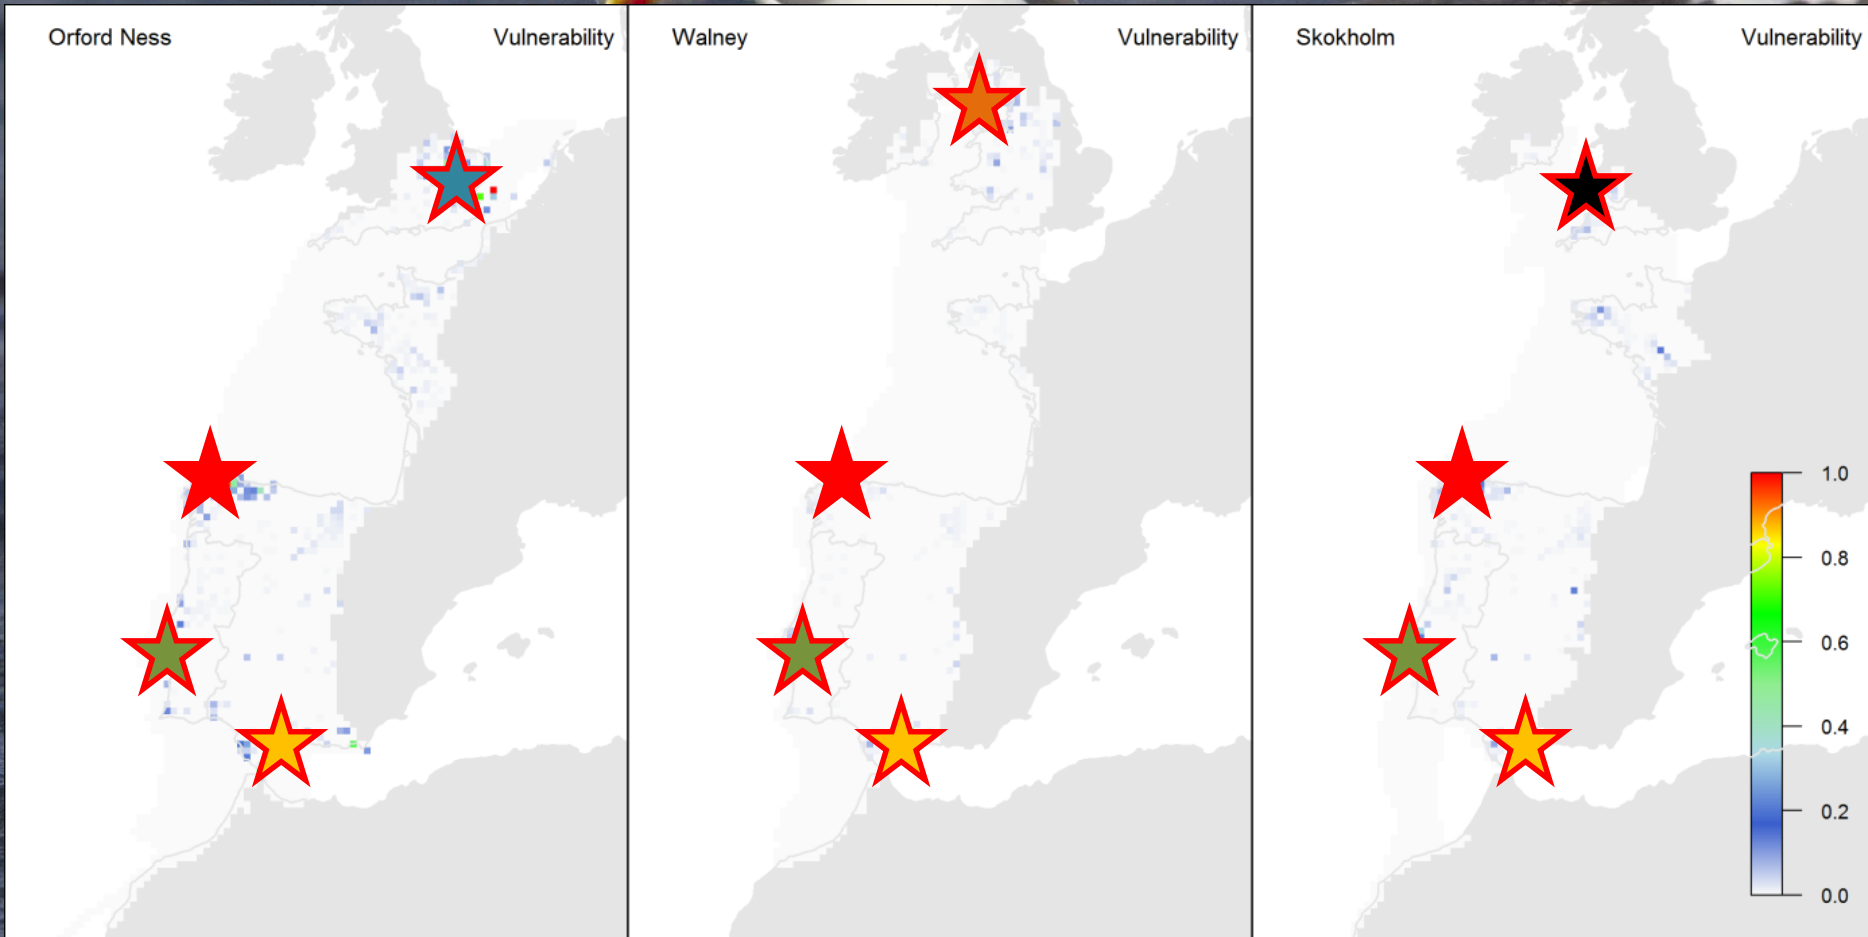 Orford Ness
Vulnerability
Walney
Vulnerability
Skokholm
Vulnerability
1.0
0.8
0.6
0.4
0.2
0.0